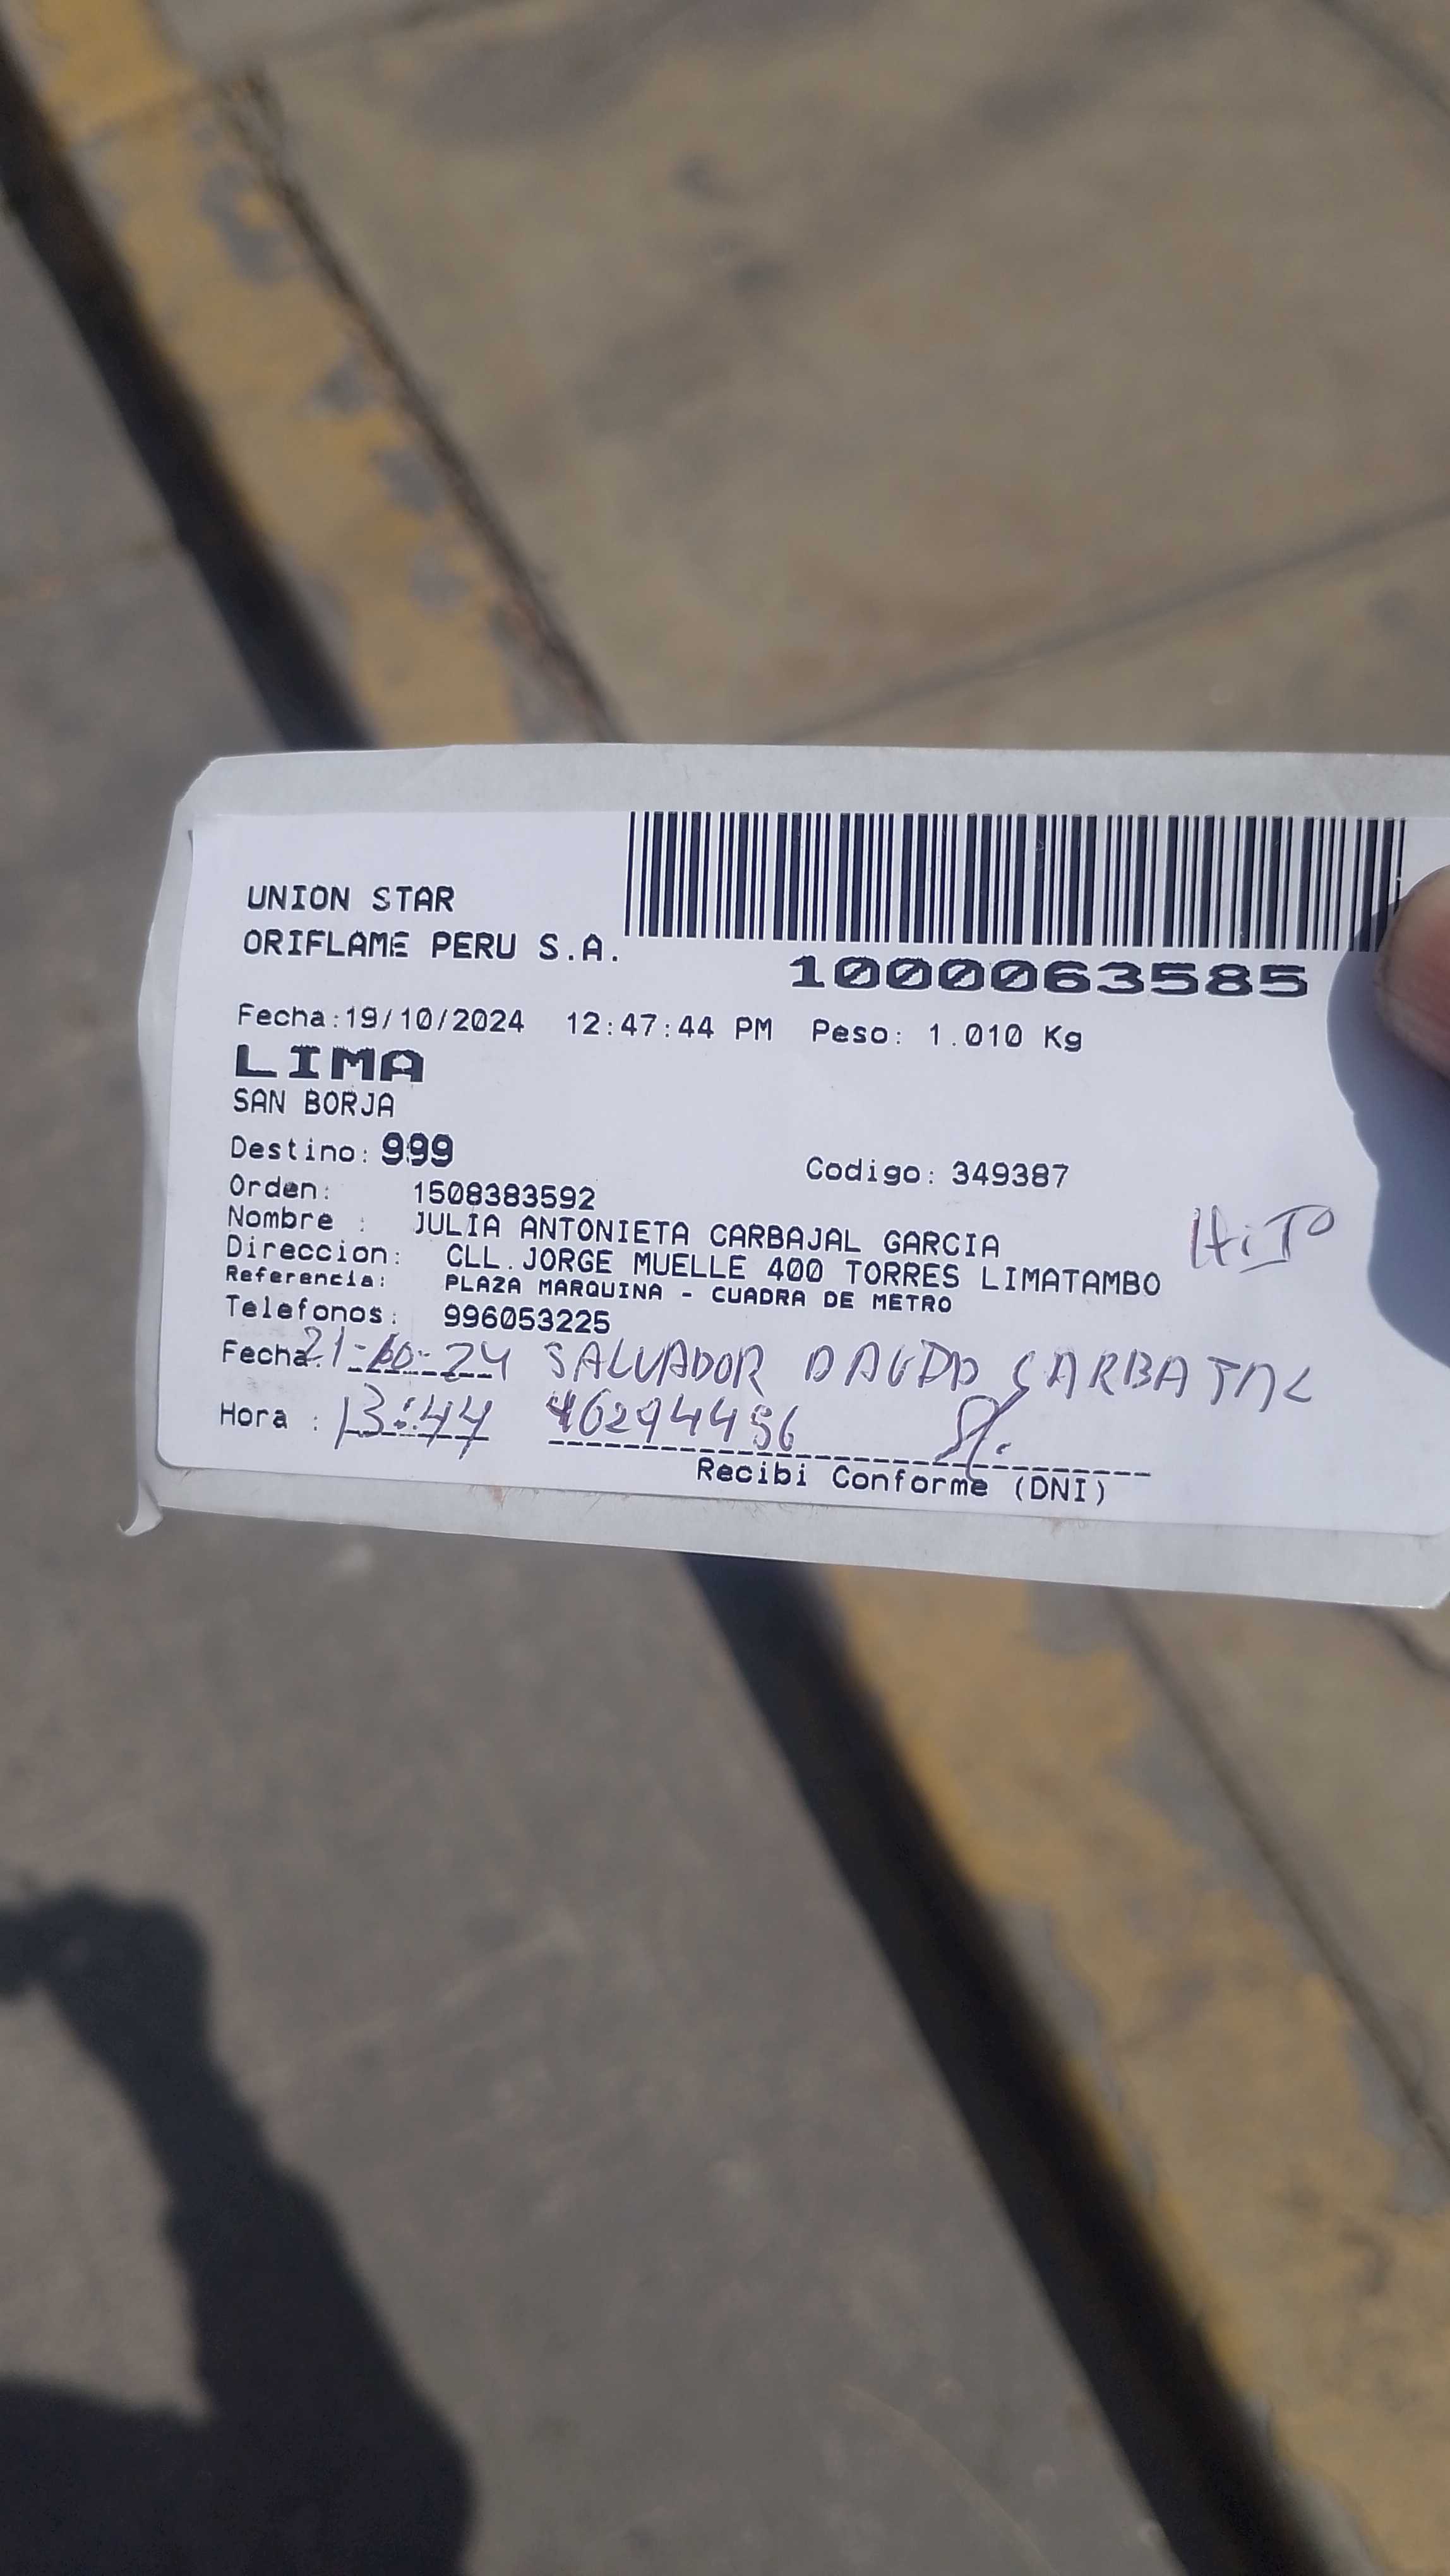 UNION STAR
ORIFLAME PERU S.A.
1000063585
Fecha:19/10/2024 12:47:44 PM Peso: 1.010 Kg
LIMA
SAN BORJA
Destino: 999 Codigo: 349387
Orden: 1508383592
Nombre : JULIA ANTONIETA CARBAJAL GARCIA
HiJO
Direccion: CLL.JORGE MUELLE 400 TORRES LIMATAMBO
Referencia: PLAZA MARQUINA - CUADRA DE METRO
Telefonos: 996053225
Fecha: 21-10-24 SALVADOR CARBAJAL
Hora : 13:44 46294456
Recibi Conforme (DNI)